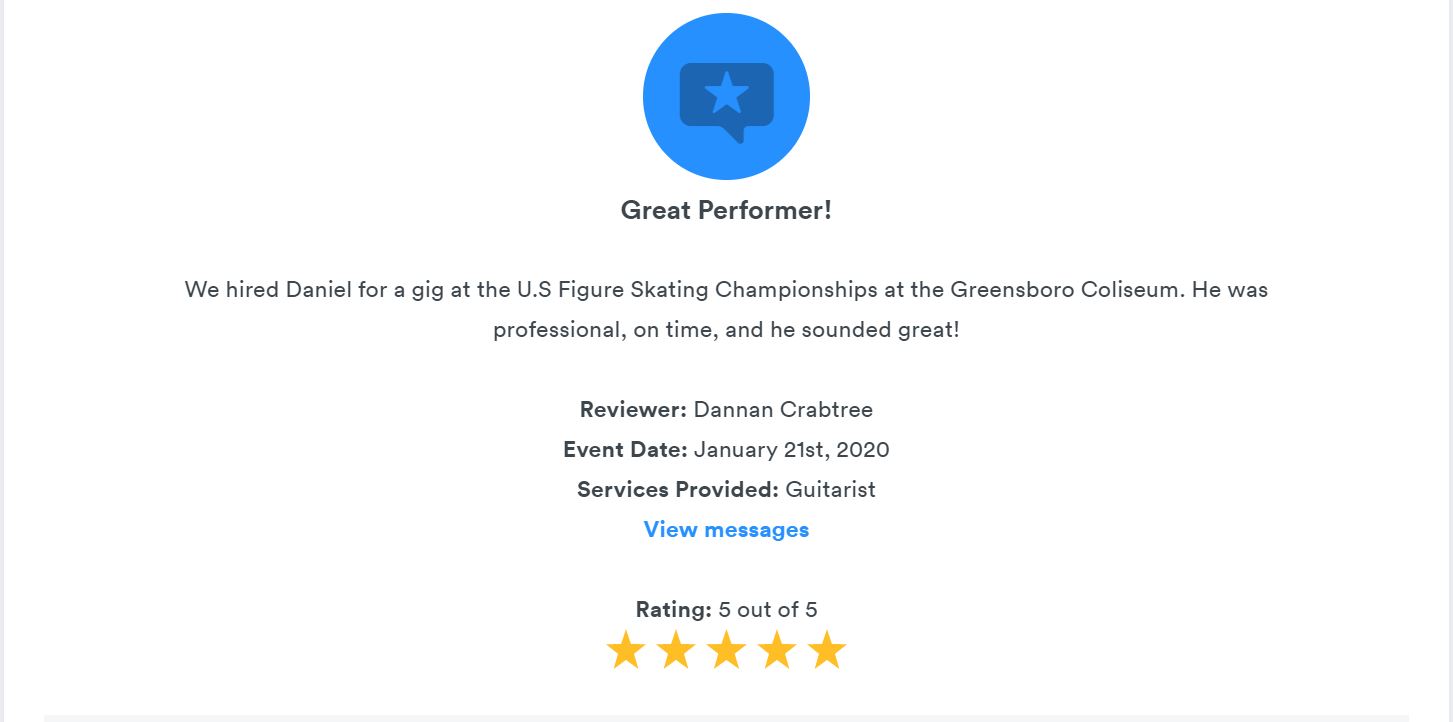 Great Performer!
We hired Daniel for a gig at the U.S Figure Skating Championships at the Greensboro Coliseum. He was
professional, on time, and he sounded great!
Reviewer: Dannan Crabtree
Event Date: January 21st, 2020
Services Provided: Guitarist
View messages
Rating: 5 out of 5